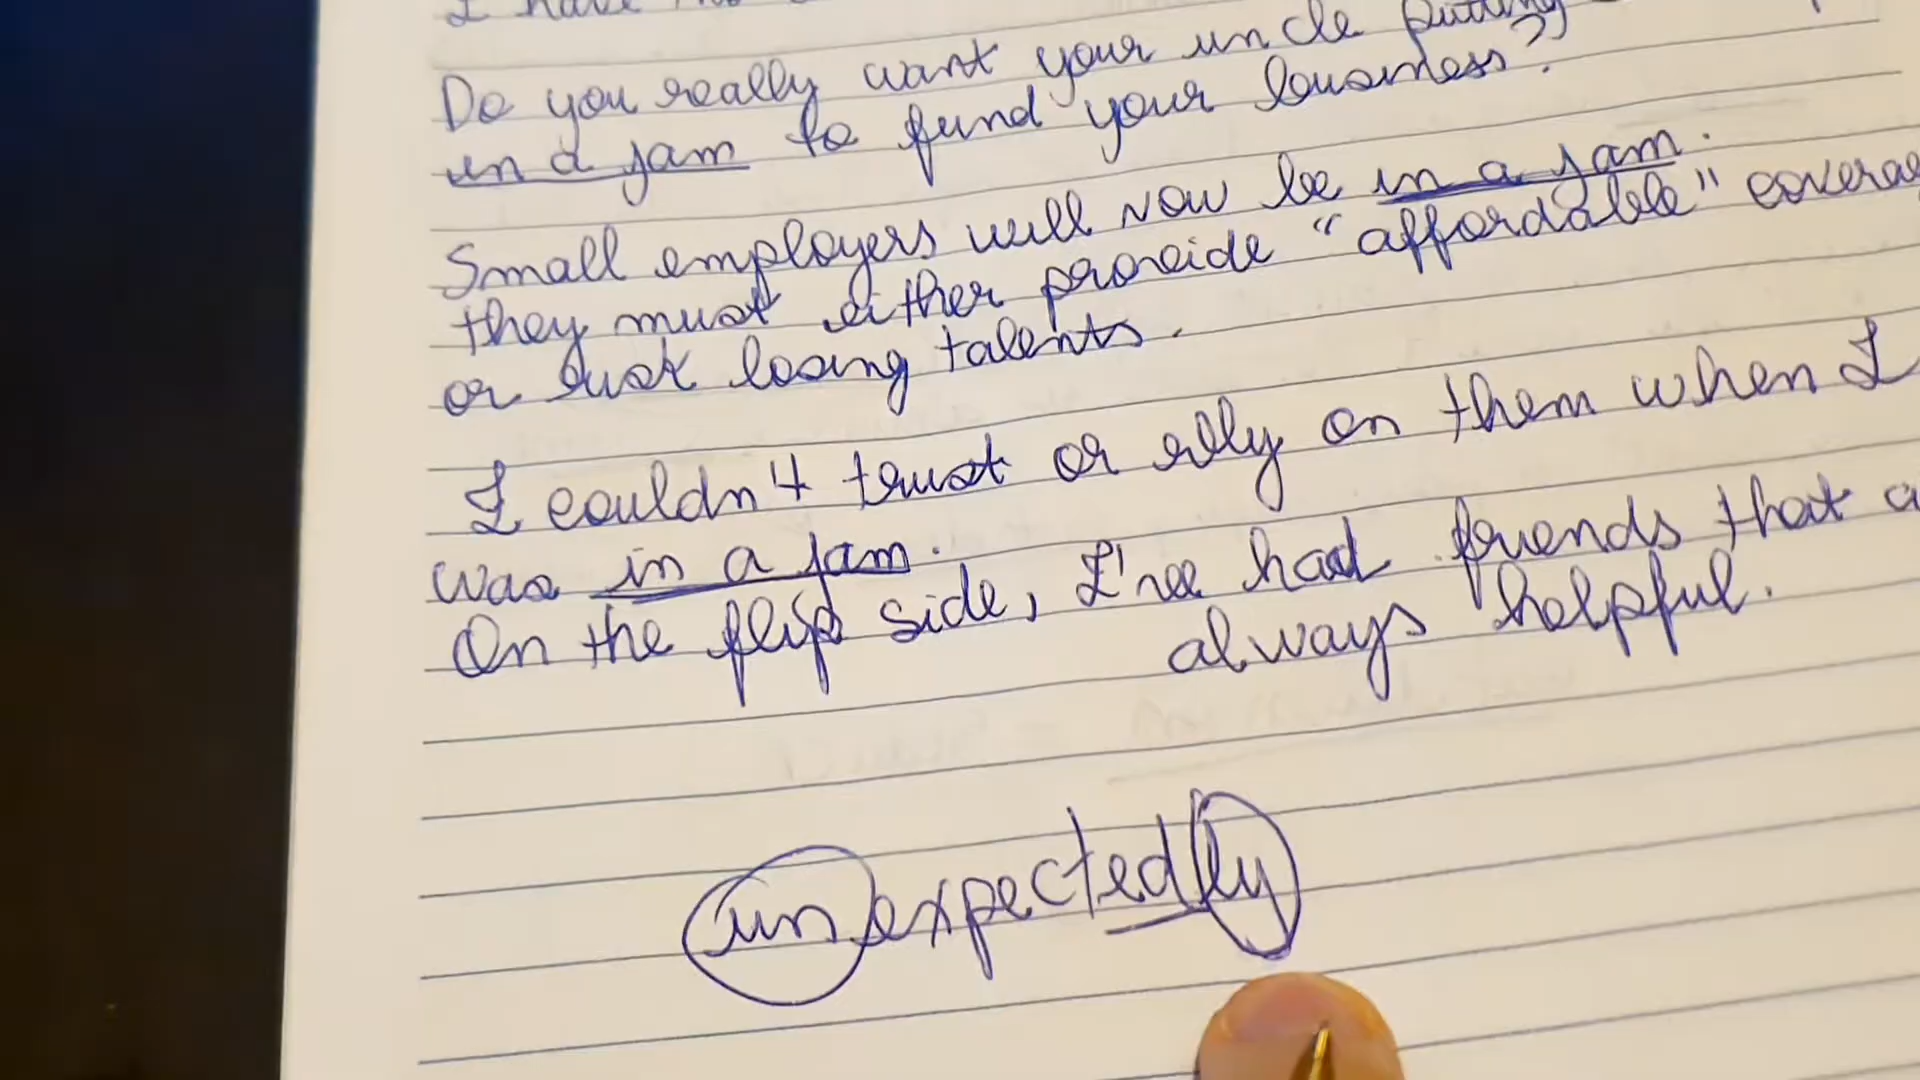 I have
Do you really want your uncle putting
in a jam to fund your business?
Small employers will now be in a jam.
they must either provide "affordable" coverag
or risk losing talents.
I couldn't trust or rely on them when I
was in a jam.
On the flip side, I've had friends that a
always helpful.
unexpectedly